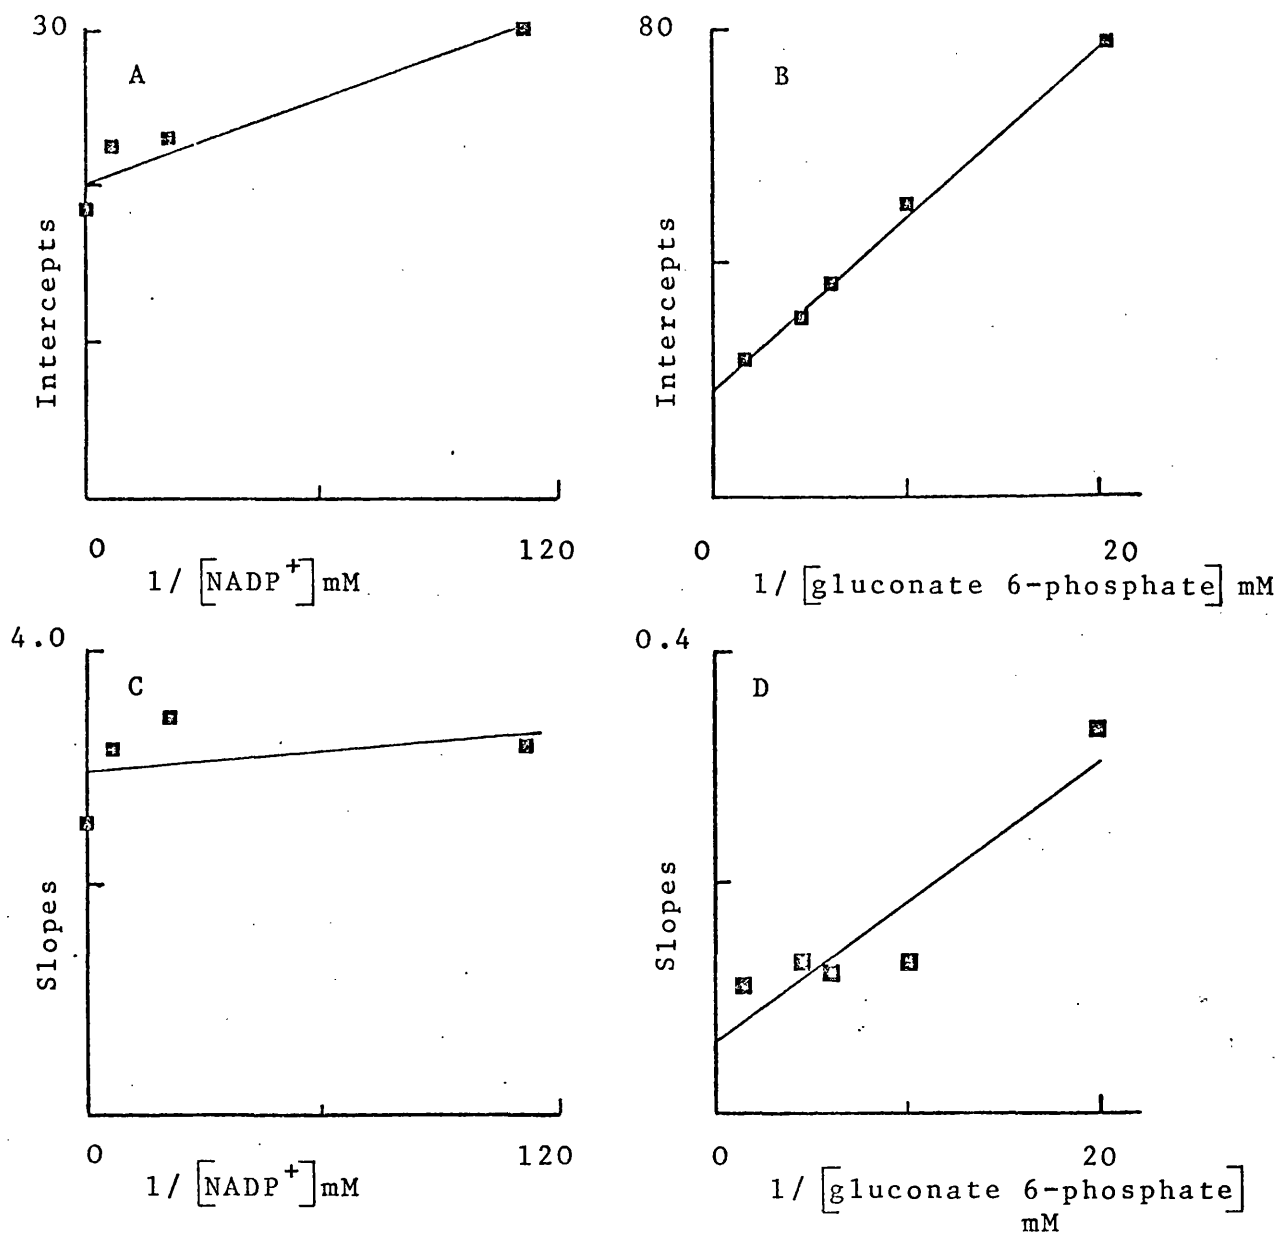 30
A
Intercepts
0
120
1/ [NADP+] mM
80
B
Intercepts
0
20
1/ [gluconate 6-phosphate] mM
4.0
C
Slopes
0
120
1/ [NADP+] mM
0.4
D
Slopes
0
20
1/ [gluconate 6-phosphate]
mM